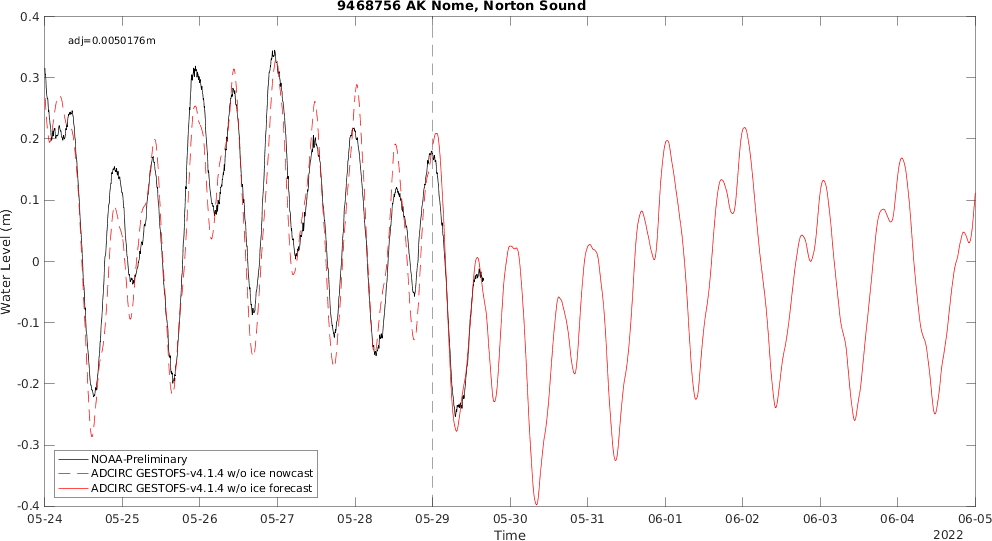 9468756 AK Nome, Norton Sound
adj=0.0050176m
Water Level (m)
0.4
0.3
0.2
0.1
0
-0.1
-0.2
-0.3
-0.4
NOAA-Preliminary
ADCIRC GESTOFS-v4.1.4 w/o ice nowcast
ADCIRC GESTOFS-v4.1.4 w/o ice forecast
05-24 05-25 05-26 05-27 05-28 05-29 05-30 05-31 06-01 06-02 06-03 06-04 06-05
Time
2022